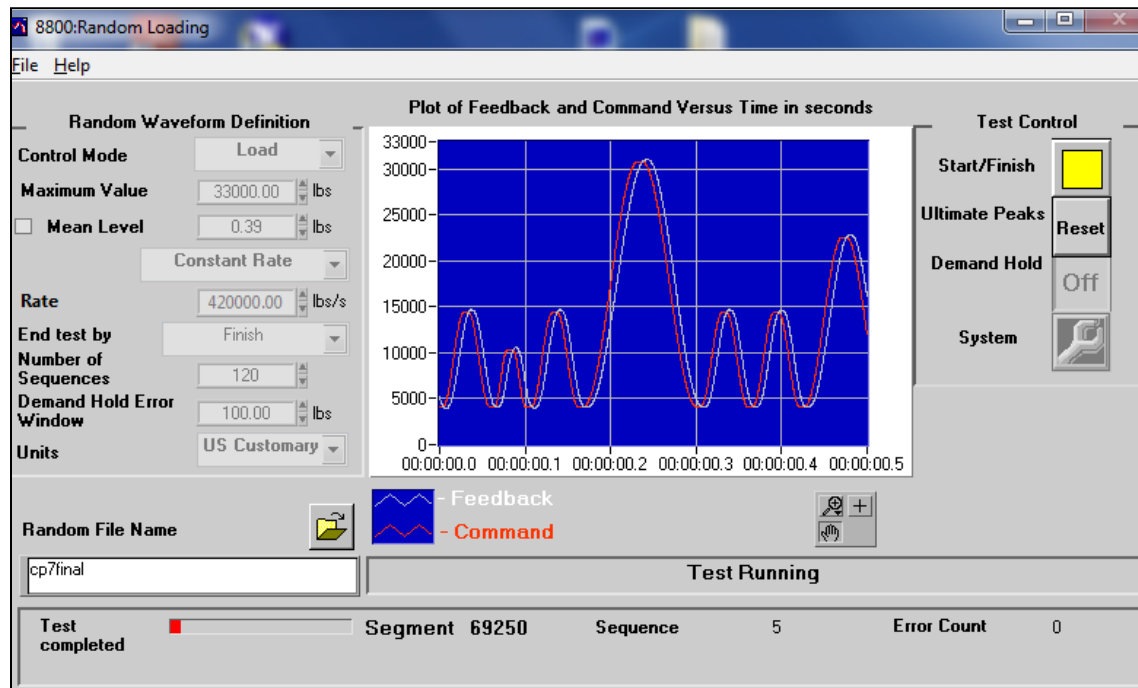 8800:Random Loading
File Help
Random Waveform Definition
Control Mode Load
Maximum Value 33000.00 lbs
Mean Level 0.39 lbs
Constant Rate
Rate 420000.00 lbs/s
End test by Finish
Number of
Sequences 120
Demand Hold Error
Window 100.00 lbs
Units US Customary
Plot of Feedback and Command Versus Time in seconds
33000
30000
25000
20000
15000
10000
5000
0
00:00:00.0 00:00:00.1 00:00:00.2 00:00:00.3 00:00:00.4 00:00:00.5
- Feedback
- Command
Test Control
Start/Finish
Ultimate Peaks Reset
Demand Hold Off
System
Random File Name
cp7final
Test Running
Test
completed
Segment 69250 Sequence 5 Error Count 0